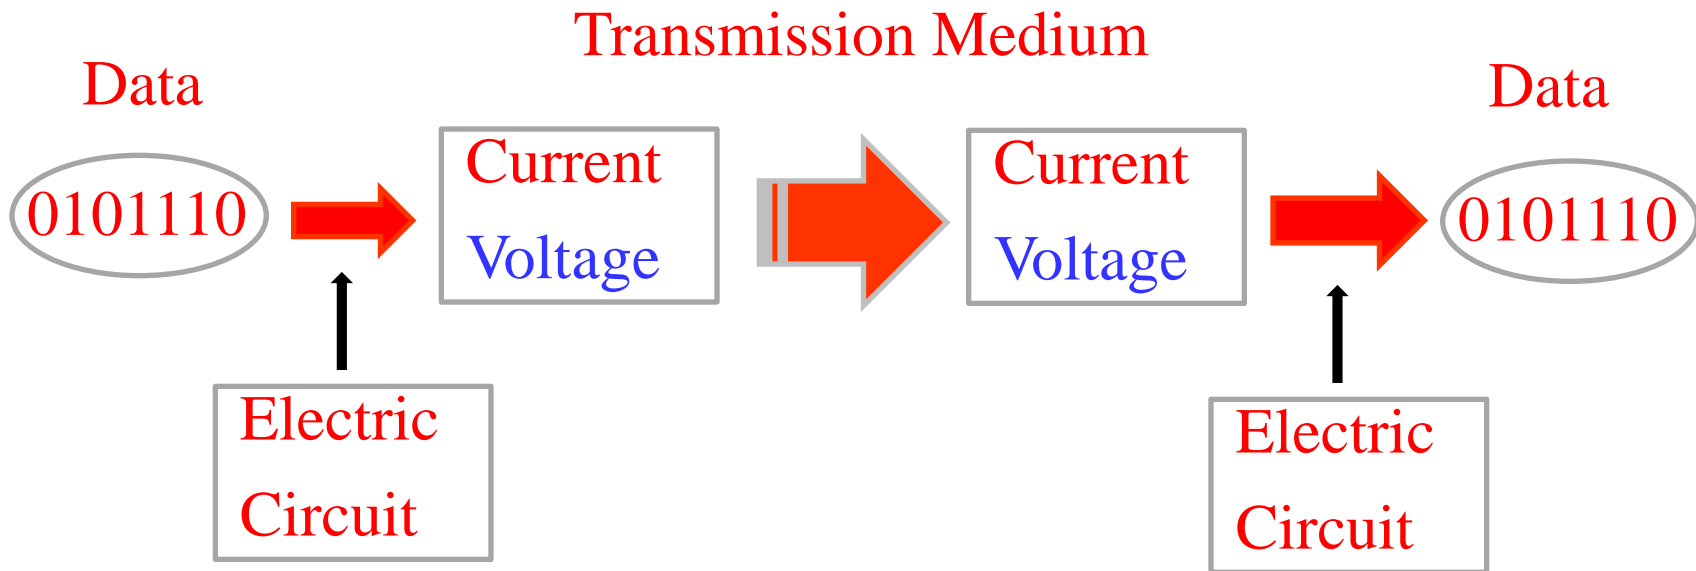 Transmission Medium
Data
Data
0101110
Current
Voltage
Current
Voltage
0101110
Electric
Circuit
Electric
Circuit